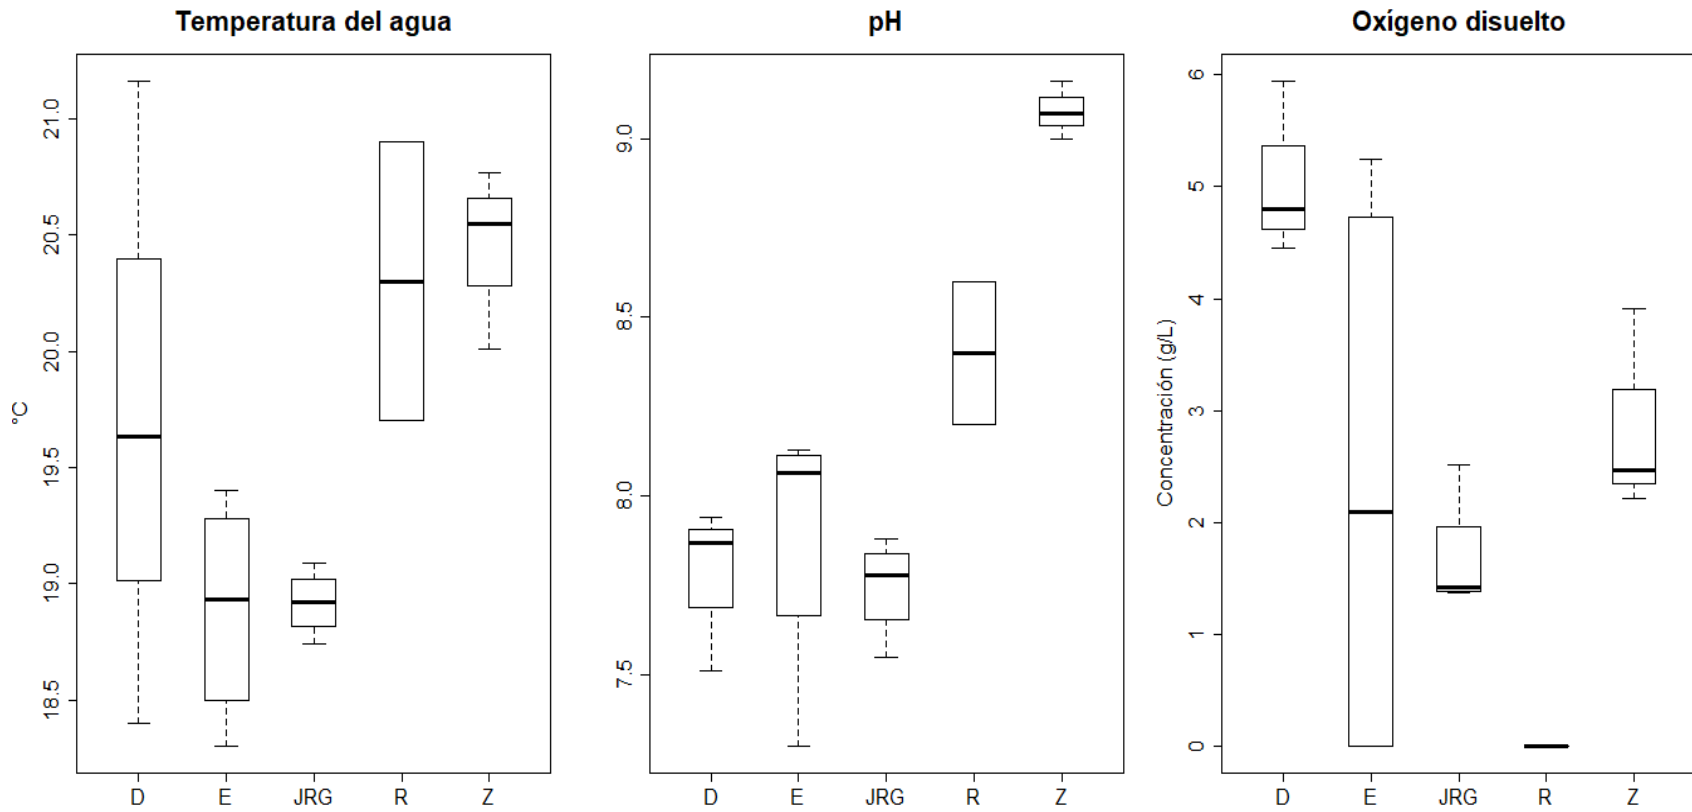 Temperatura del agua
°C
21.0
20.5
20.0
19.5
19.0
18.5
D E JRG R Z
pH
9.0
8.5
8.0
7.5
D E JRG R Z
Oxígeno disuelto
Concentración (g/L)
6
5
4
3
2
1
0
D E JRG R Z